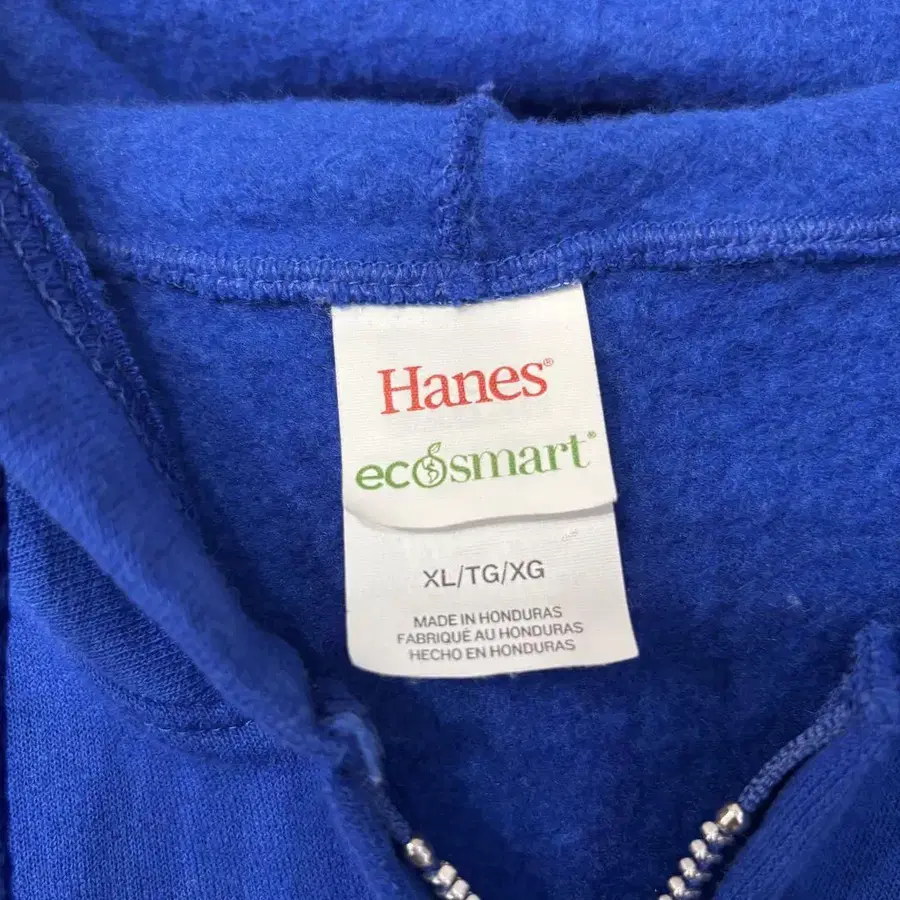 Hanes®
ecosmart®
XL/TG/XG
MADE IN HONDURAS
FABRIQUÉ AU HONDURAS
HECHO EN HONDURAS